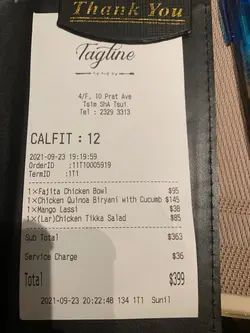 Thank You
Tagline
4/F, 10 Prat Ave
Tsim ShA Tsui
Tel : 2329 3313
CALFIT : 12
2021-09-23 19:19:59
OrderID :11T10005919
TermID :1T1
1×Fajita Chicken Bowl $95
1×Chicken Quinoa Biryani with Cucumb $145
1×Mango Lassi $38
1×(Lar)Chicken Tikka Salad $85
Sub Total $363
Service Charge $36
Total $399
2021-09-23 20:22:48 134 1T1 Sunil